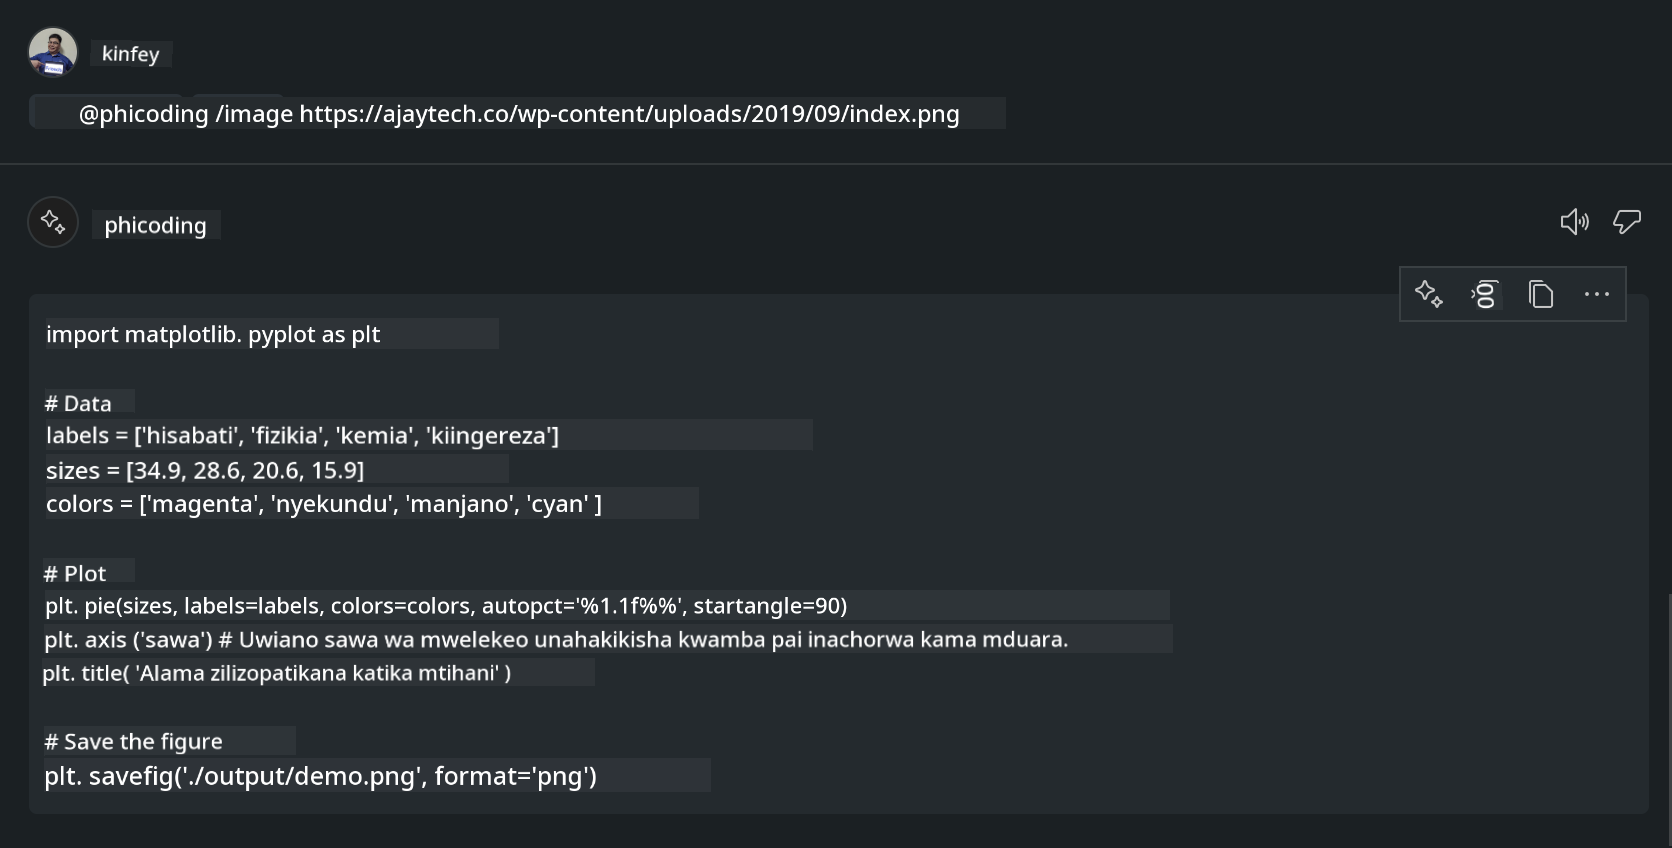 kinfey
@phicoding /image https://ajaytech.co/wp-content/uploads/2019/09/index.png
phicoding
import matplotlib. pyplot as plt
# Data
labels = ['hisabati', 'fizikia', 'kemia', 'kiingereza']
sizes = [34.9, 28.6, 20.6, 15.9]
colors = ['magenta', 'nyekundu', 'manjano', 'cyan' ]
# Plot
plt. pie(sizes, labels=labels, colors=colors, autopct='%1.1f%%', startangle=90)
plt. axis ('sawa') # Uwiano sawa wa mwelekeo unahakikisha kwamba pai inachorwa kama mduara.
plt. title( 'Alama zilizopatikana katika mtihani' )
# Save the figure
plt. savefig('./output/demo.png', format='png')